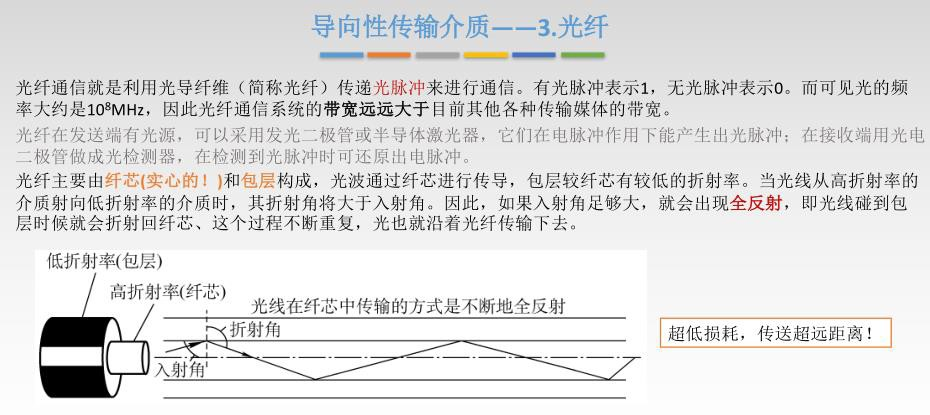 导向性传输介质——3.光纤
光纤通信就是利用光导纤维（简称光纤）传递光脉冲来进行通信。有光脉冲表示1，无光脉冲表示0。而可见光的频
率大约是10⁸MHz，因此光纤通信系统的带宽远远大于目前其他各种传输媒体的带宽。
光纤在发送端有光源，可以采用发光二极管或半导体激光器，它们在电脉冲作用下能产生出光脉冲；在接收端用光电
二极管做成光检测器，在检测到光脉冲时可还原出电脉冲。
光纤主要由纤芯(实心的！)和包层构成，光波通过纤芯进行传导，包层较纤芯有较低的折射率。当光线从高折射率的
介质射向低折射率的介质时，其折射角将大于入射角。因此，如果入射角足够大，就会出现全反射，即光线碰到包
层时候就会折射回纤芯、这个过程不断重复，光也就沿着光纤传输下去。
低折射率(包层)
高折射率(纤芯)
光线在纤芯中传输的方式是不断地全反射
折射角
入射角
超低损耗，传送超远距离！